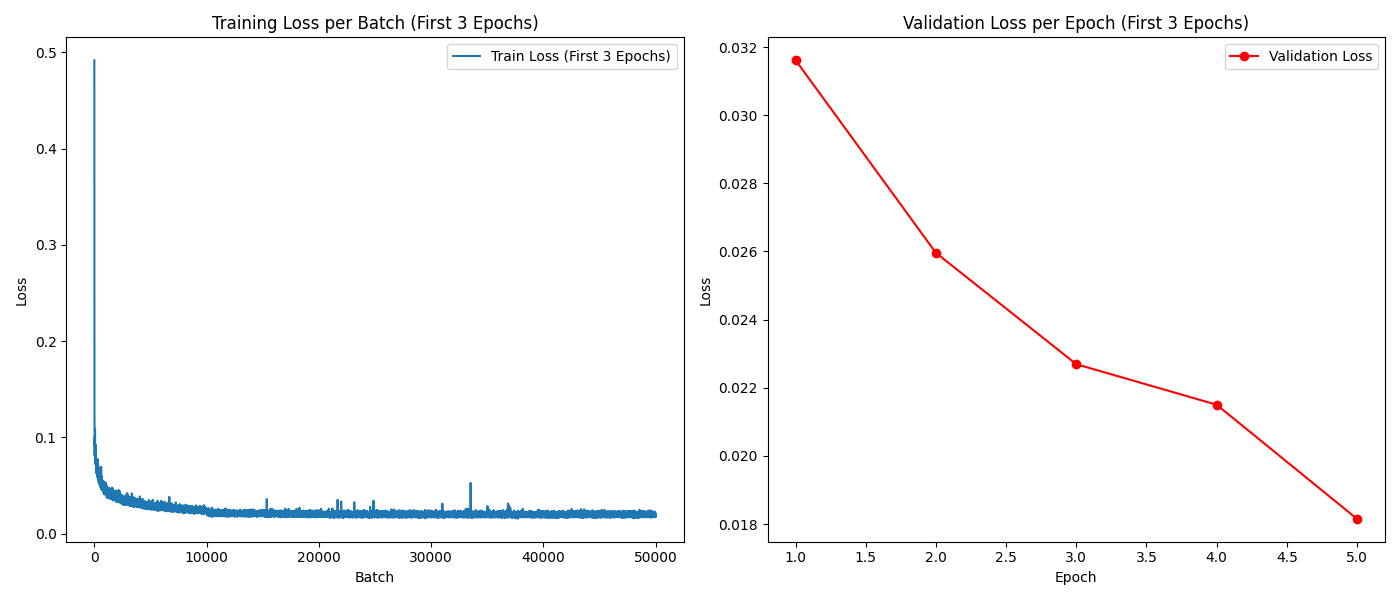 Training Loss per Batch (First 3 Epochs)
Train Loss (First 3 Epochs)
0.5
0.4
0.3
0.2
0.1
0.0
Loss
0 10000 20000 30000 40000 50000
Batch
Validation Loss per Epoch (First 3 Epochs)
Validation Loss
0.032
0.030
0.028
0.026
0.024
0.022
0.020
0.018
Loss
1.0 1.5 2.0 2.5 3.0 3.5 4.0 4.5 5.0
Epoch